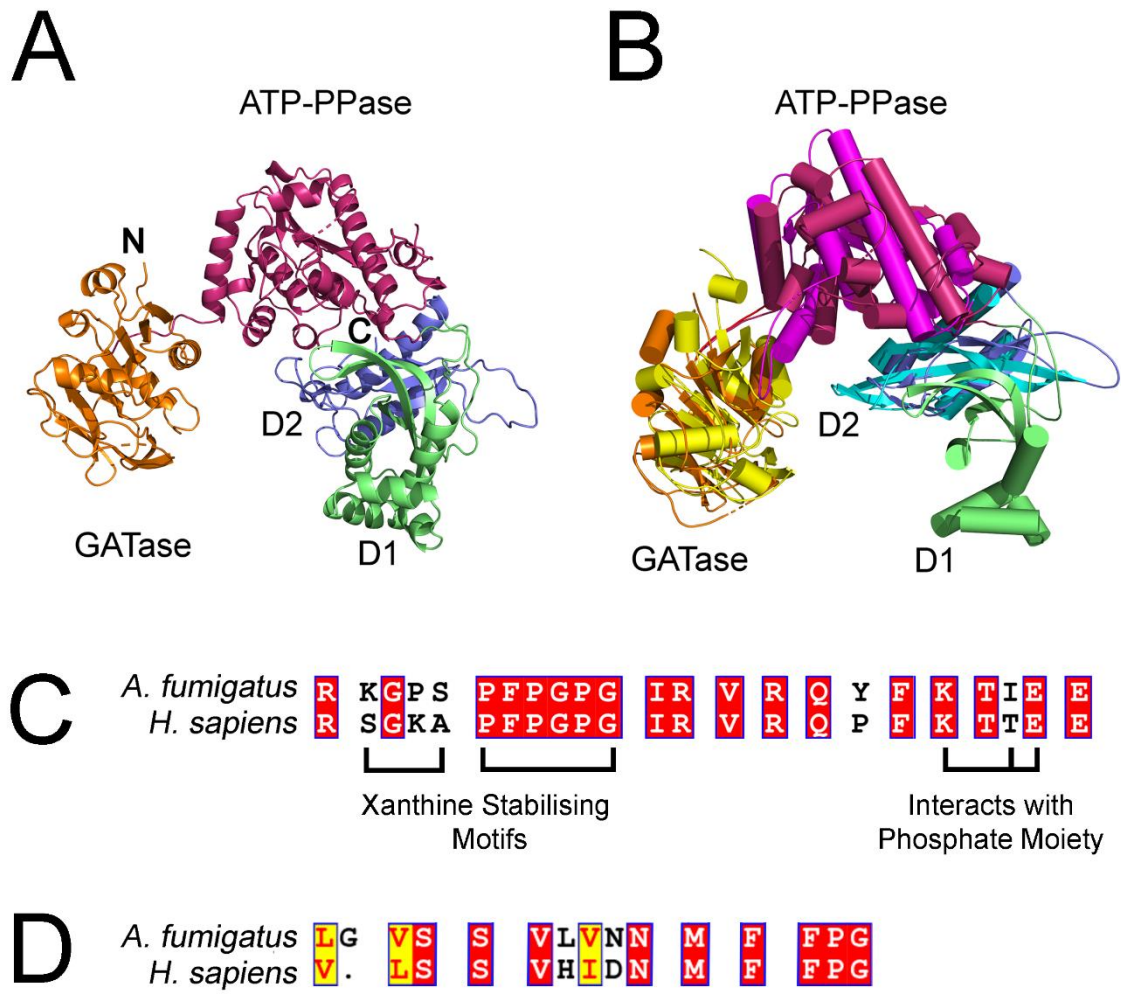 A
B
ATP-PPase
ATP-PPase
N
C
D2
D2
GATase
D1
GATase
D1
C
A. fumigatus R KGPS PFPGPG IR V R Q Y F K TIE E
H. sapiens R SGKA PFPGPG IR V R Q P F K TTE E
Xanthine Stabilising
Motifs
Interacts with
Phosphate Moiety
D
A. fumigatus LG VS S VLVNN M F FPG
H. sapiens V. LS S VHIDN M F FPG